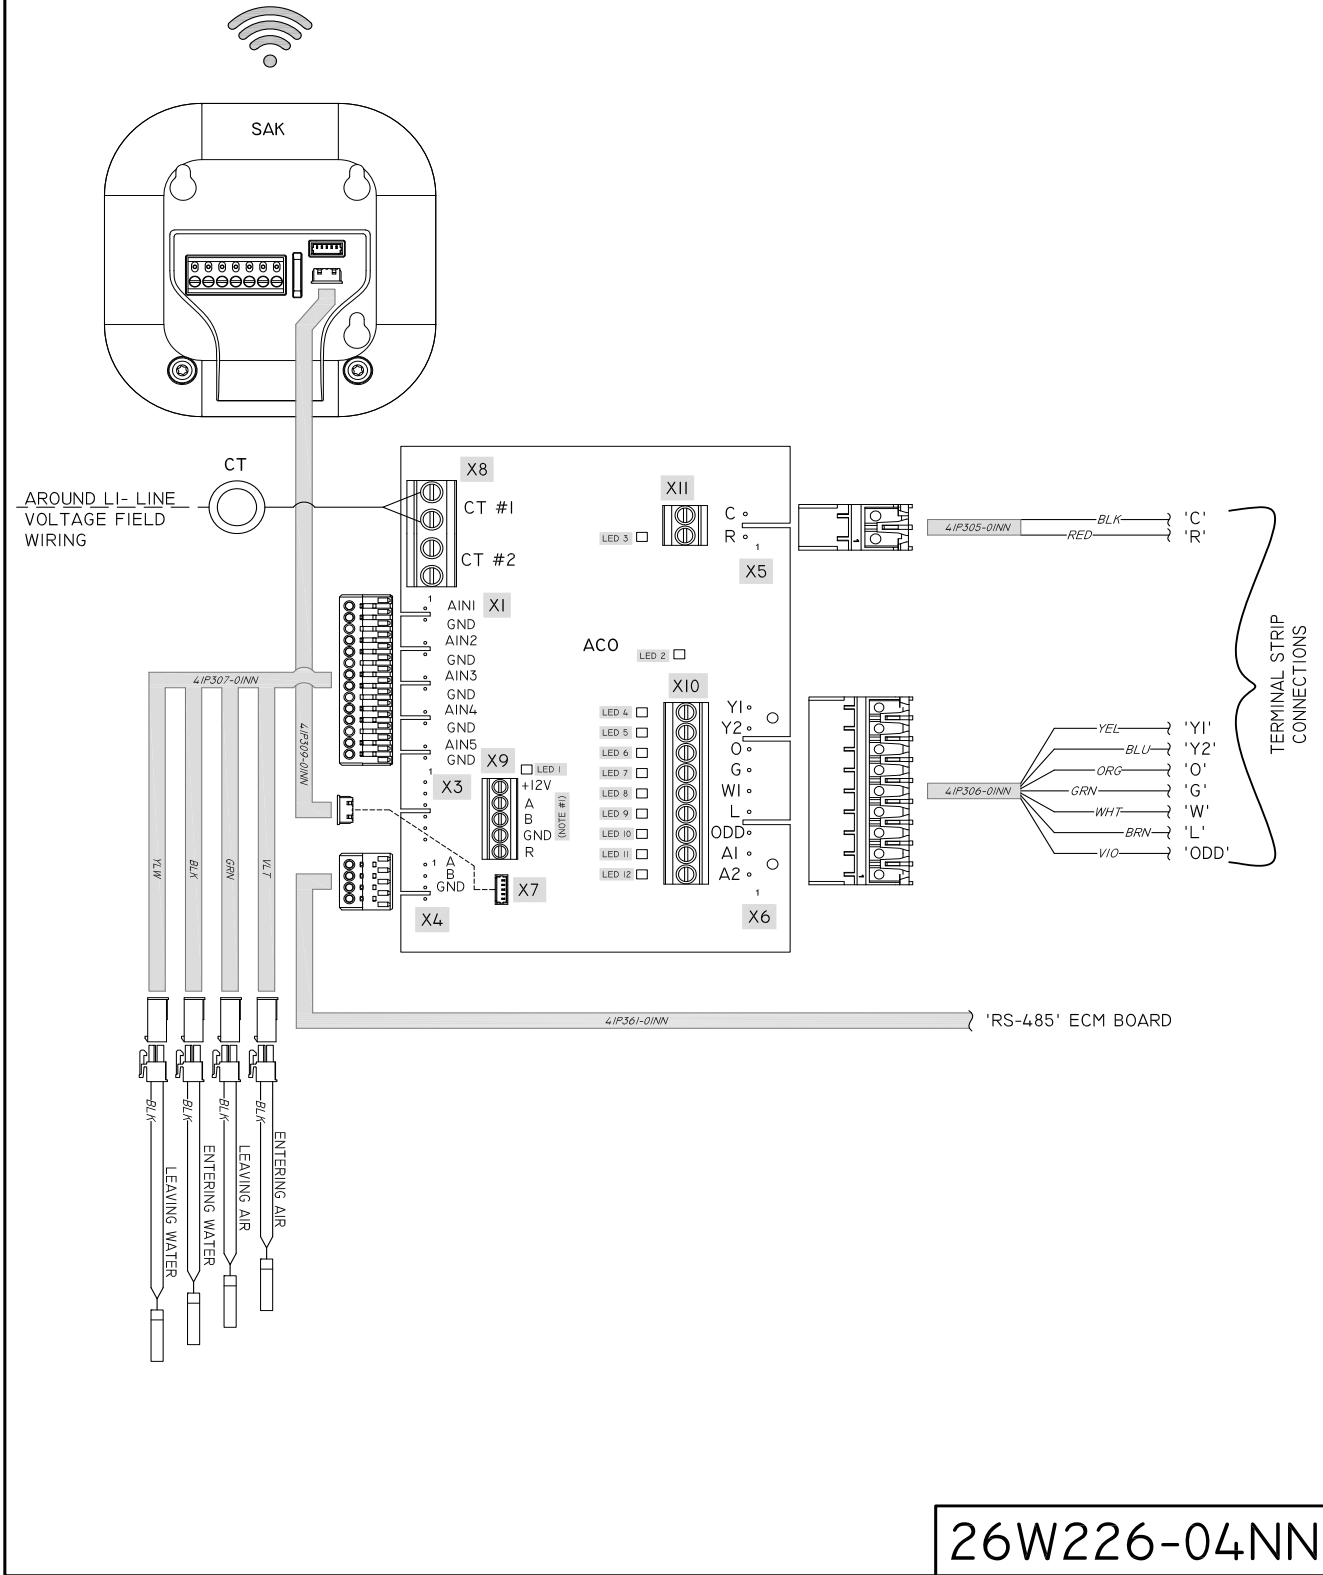 SAK
CT
AROUND L1- LINE
VOLTAGE FIELD
WIRING
X8
CT #1
CT #2
X11
C
R
1
X5
LED 3
41P305-01NN
BLK
'C'
RED
'R'
TERMINAL STRIP
CONNECTIONS
1
AIN1
X1
GND
AIN2
GND
AIN3
GND
AIN4
GND
AIN5
GND
ACO
LED 2
X10
LED 4
LED 5
LED 6
LED 7
LED 8
LED 9
LED 10
LED 11
LED 12
Y1
Y2
O
G
W1
L
ODD
A1
A2
1
X6
41P306-01NN
YEL
'Y1'
BLU
'Y2'
ORG
'O'
GRN
'G'
WHT
'W'
BRN
'L'
VIO
'ODD'
41P307-01NN
41P309-01NN
1
X3
X9
LED 1
+12V
A
B
GND
R
(NOTE #1)
1
A
B
GND
X7
X4
YLW
BLK
GRN
VLT
41P361-01NN
'RS-485' ECM BOARD
BLK
BLK
BLK
BLK
LEAVING WATER
ENTERING WATER
LEAVING AIR
ENTERING AIR
26W226-04NN